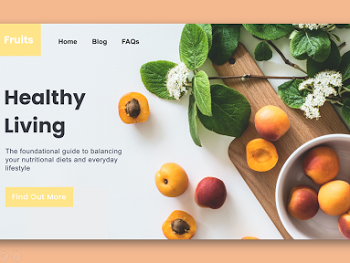 Fruits
Home Blog FAQs
Healthy
Living
The foundational guide to balancing
your nutritional diets and everyday
lifestyle
Find Out More